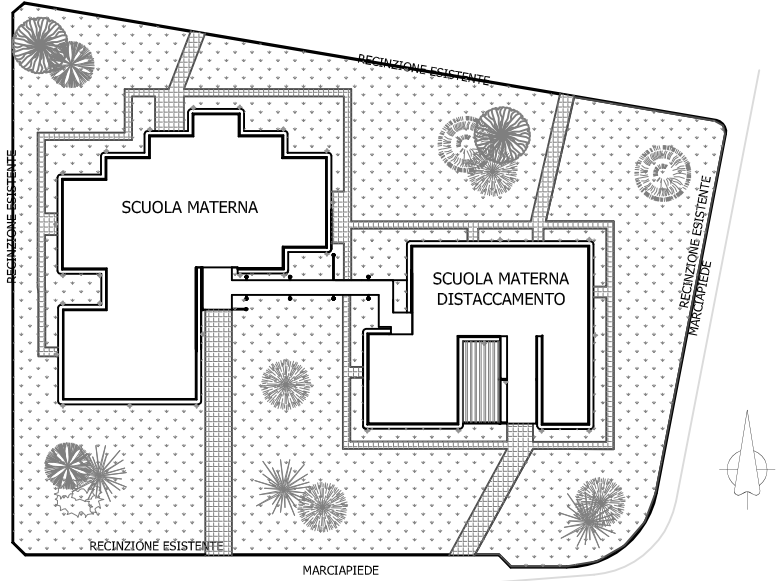 RECINZIONE ESISTENTE
RECINZIONE ESISTENTE
SCUOLA MATERNA
RECINZIONE ESISTENTE
MARCIAPIEDE
SCUOLA MATERNA
DISTACCAMENTO
RECINZIONE ESISTENTE
MARCIAPIEDE